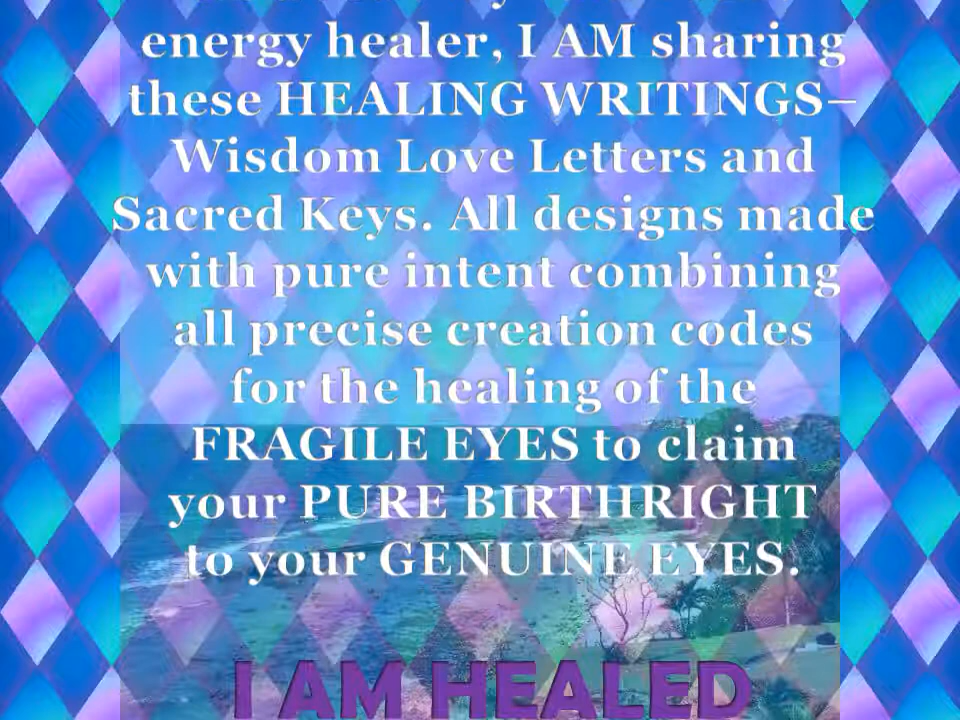 energy healer, I AM sharing
these HEALING WRITINGS–
Wisdom Love Letters and
Sacred Keys. All designs made
with pure intent combining
all precise creation codes
for the healing of the
FRAGILE EYES to claim
your PURE BIRTHRIGHT
to your GENUINE EYES.
I AM HEALED